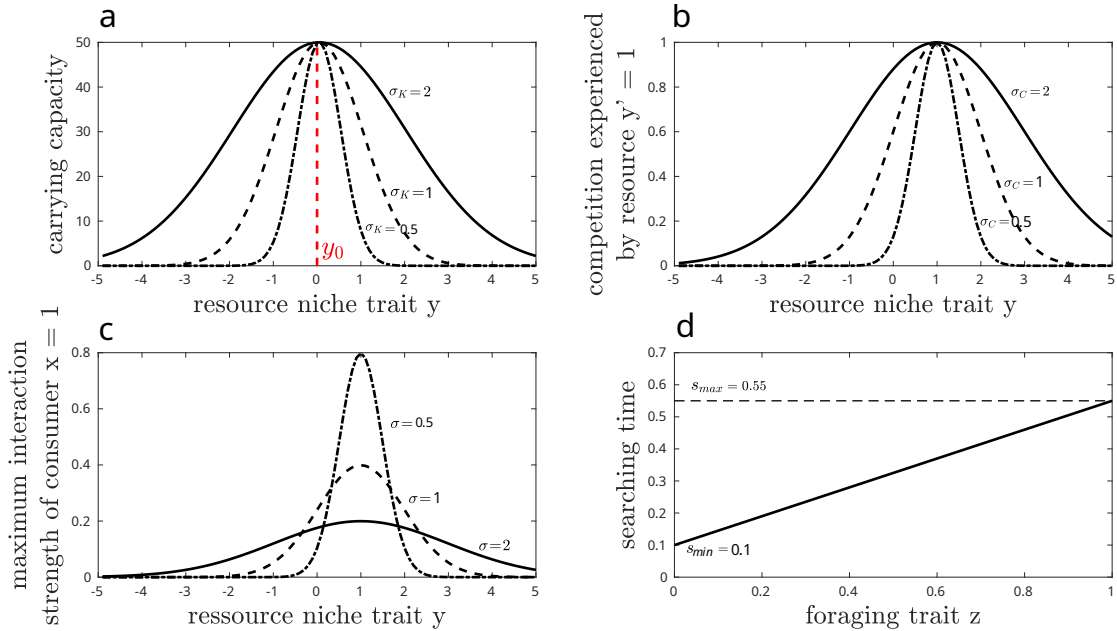 a
carrying capacity
50
40
30
20
10
0
-5 -4 -3 -2 -1 0 1 2 3 4 5
σK=2
σK=1
σK=0.5
y0
resource niche trait y
b
competition experienced
by resource y' = 1
1
0.8
0.6
0.4
0.2
0
-5 -4 -3 -2 -1 0 1 2 3 4 5
σC=2
σC=1
σC=0.5
resource niche trait y
c
maximum interaction
strength of consumer x = 1
0.8
0.6
0.4
0.2
0
-5 -4 -3 -2 -1 0 1 2 3 4 5
σ=0.5
σ=1
σ=2
ressource niche trait y
d
searching time
0.7
0.6
0.5
0.4
0.3
0.2
0.1
0
0 0.2 0.4 0.6 0.8 1
smax = 0.55
smin = 0.1
foraging trait z